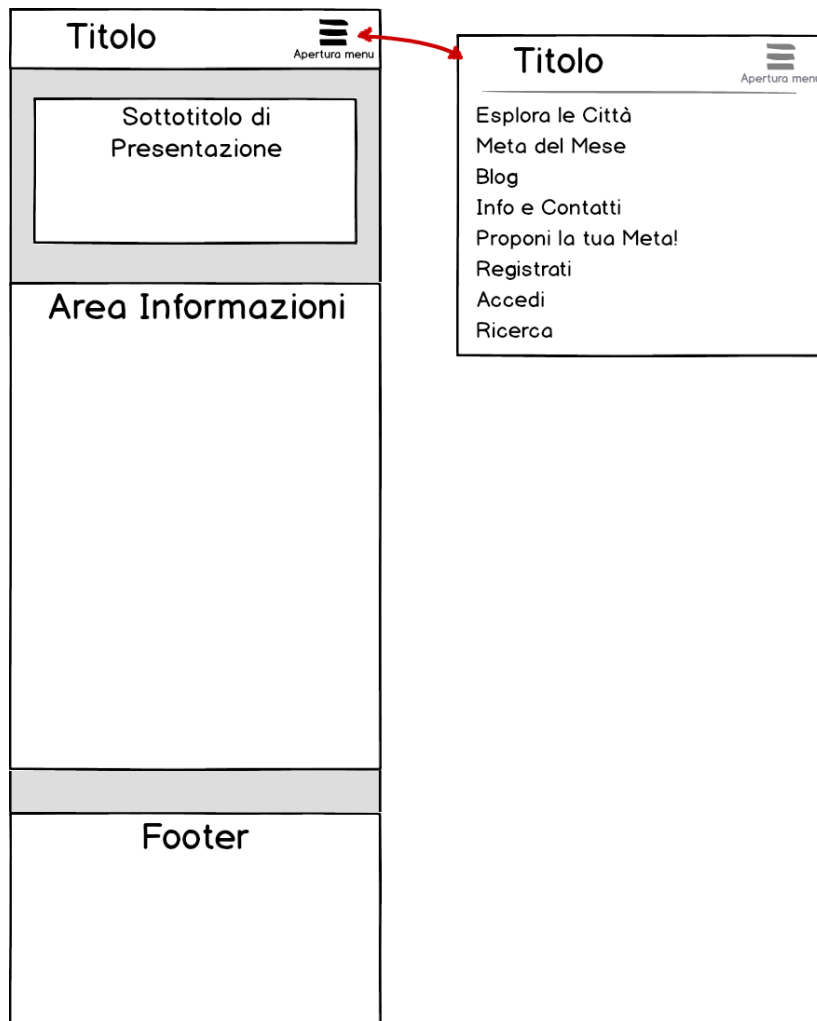 Titolo
Apertura menu
Sottotitolo di
Presentazione
Area Informazioni
Footer
Titolo
Apertura menu
Esplora le Città
Meta del Mese
Blog
Info e Contatti
Proponi la tua Meta!
Registrati
Accedi
Ricerca